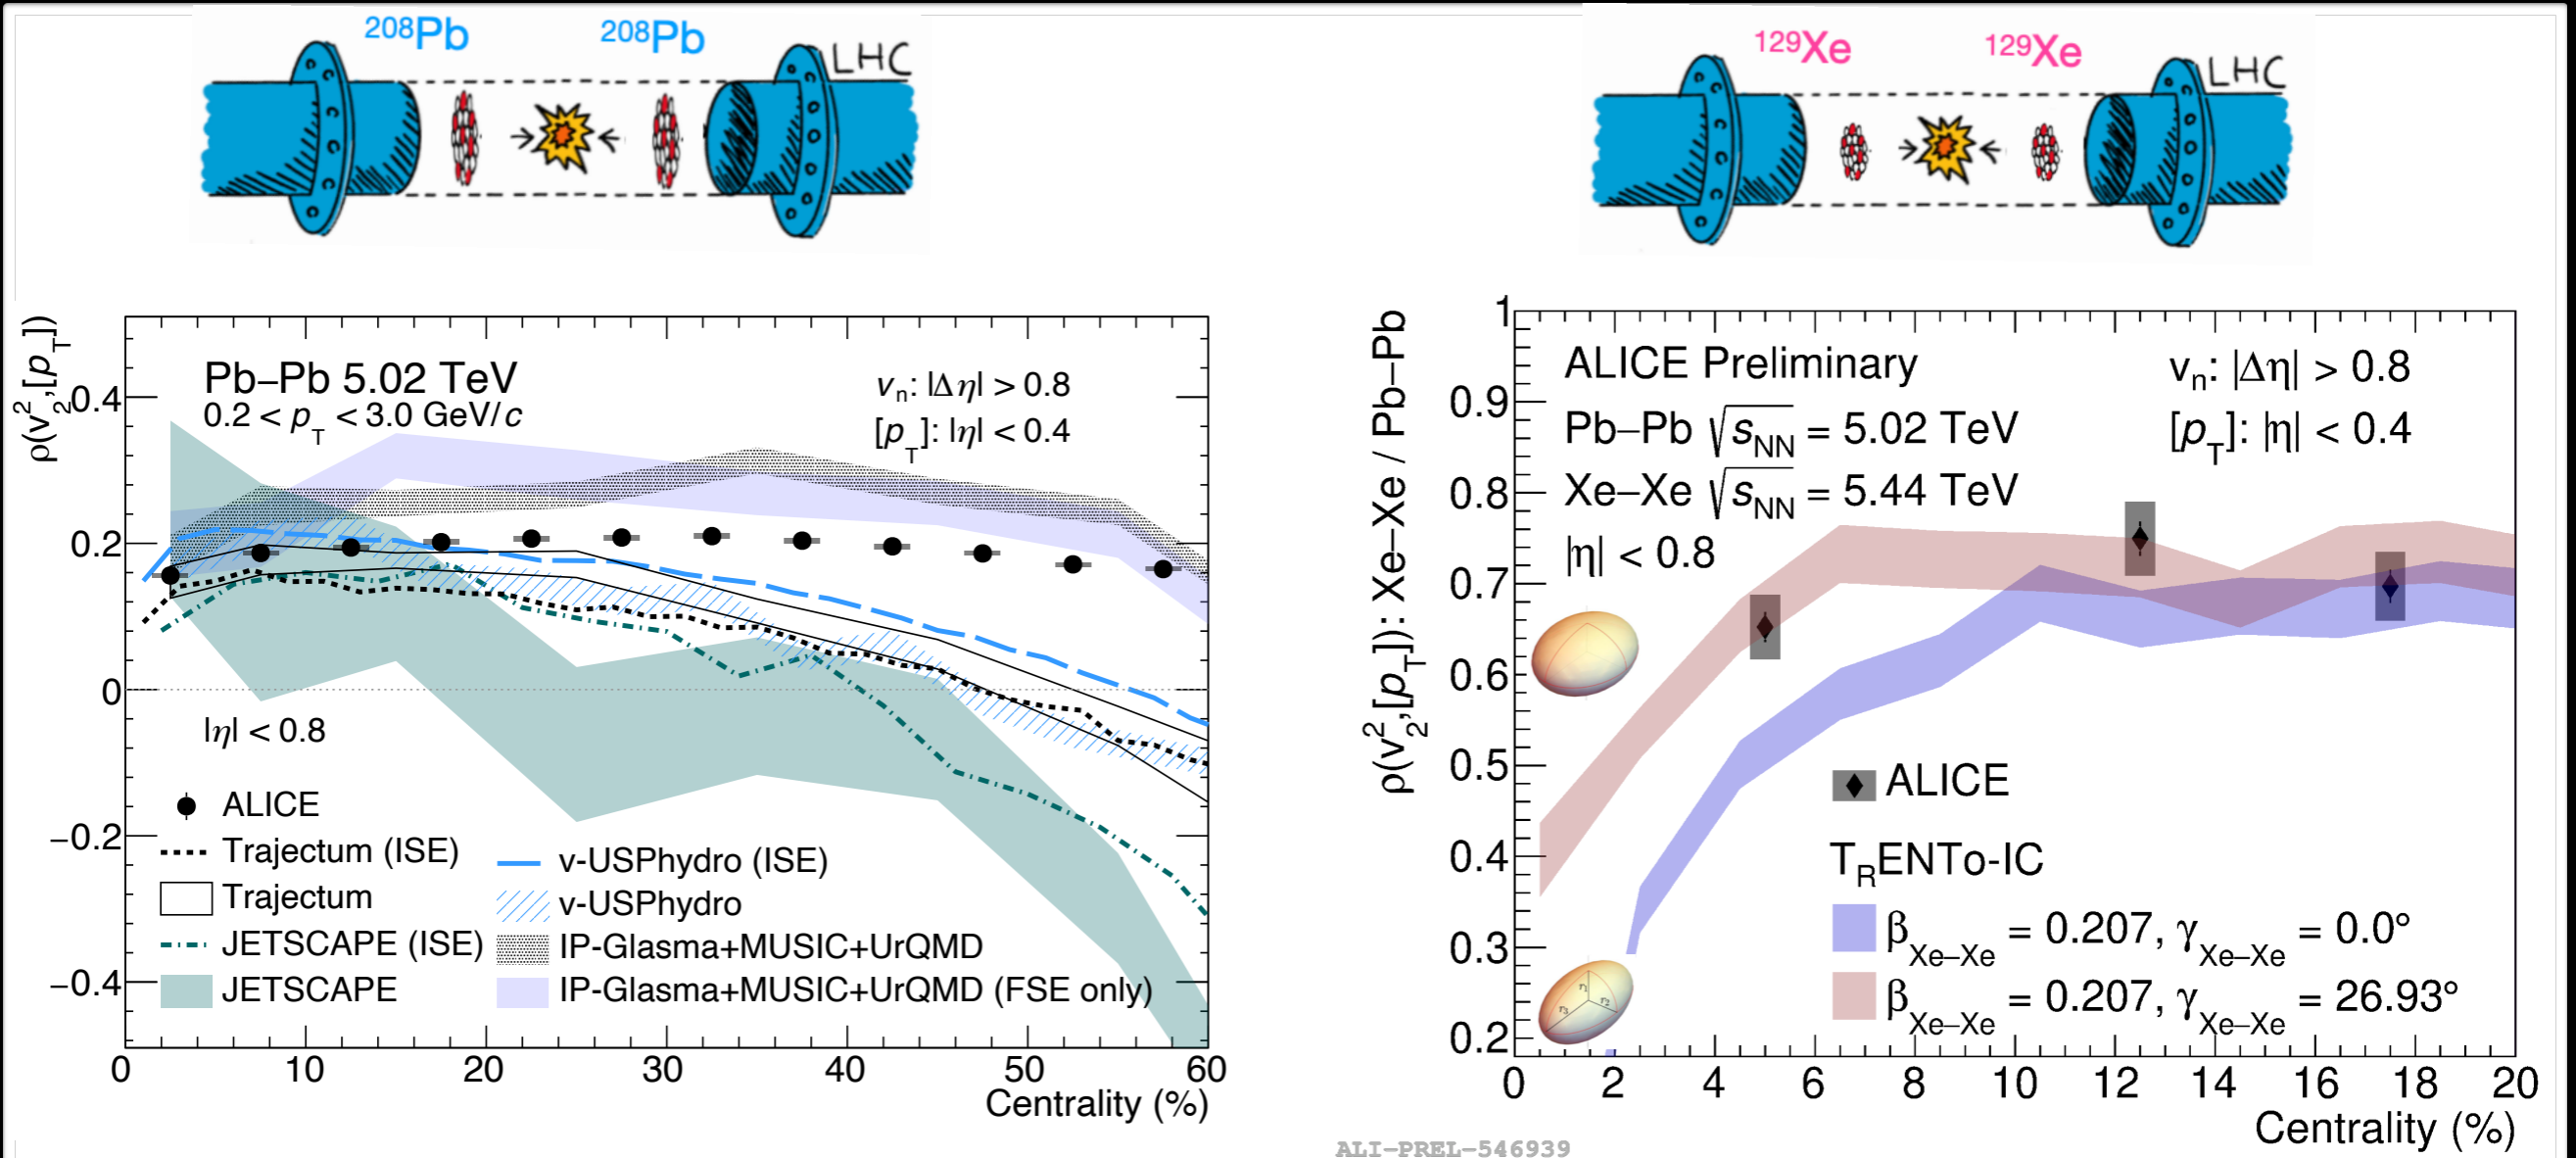 208Pb 208Pb
LHC
129Xe 129Xe
LHC
ρ(v₂²,[pT])
0.4
0.2
0
−0.2
−0.4
Pb–Pb 5.02 TeV
0.2 < pT < 3.0 GeV/c
vn: |Δη| > 0.8
[pT]: |η| < 0.4
|η| < 0.8
ALICE
Trajectum (ISE)
Trajectum
JETSCAPE (ISE)
JETSCAPE
v-USPhydro (ISE)
v-USPhydro
IP-Glasma+MUSIC+UrQMD
IP-Glasma+MUSIC+UrQMD (FSE only)
0 10 20 30 40 50 60
Centrality (%)
ρ(v₂²,[pT]): Xe–Xe / Pb–Pb
1
0.9
0.8
0.7
0.6
0.5
0.4
0.3
0.2
ALICE Preliminary
Pb–Pb √sNN = 5.02 TeV
Xe–Xe √sNN = 5.44 TeV
|η| < 0.8
vn: |Δη| > 0.8
[pT]: |η| < 0.4
r1
r2
r3
ALICE
TRENTo-IC
βXe–Xe = 0.207, γXe–Xe = 0.0°
βXe–Xe = 0.207, γXe–Xe = 26.93°
0 2 4 6 8 10 12 14 16 18 20
Centrality (%)
ALI-PREL-546939